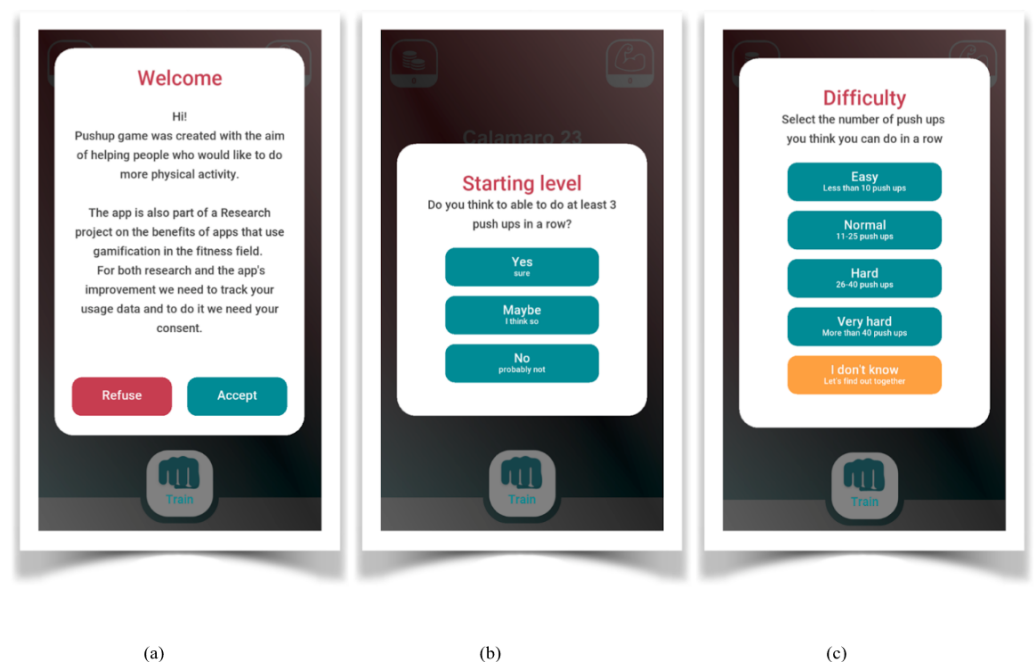 Welcome
Hi!
Pushup game was created with the aim
of helping people who would like to do
more physical activity.
The app is also part of a Research
project on the benefits of apps that use
gamification in the fitness field.
For both research and the app's
improvement we need to track your
usage data and to do it we need your
consent.
Refuse
Accept
Train
(a)
Calamaro 23
Starting level
Do you think to able to do at least 3
push ups in a row?
Yes
sure
Maybe
I think so
No
probably not
Train
(b)
Difficulty
Select the number of push ups
you think you can do in a row
Easy
Less than 10 push ups
Normal
11-25 push ups
Hard
26-40 push ups
Very hard
More than 40 push ups
I don't know
Let's find out together
Train
(c)